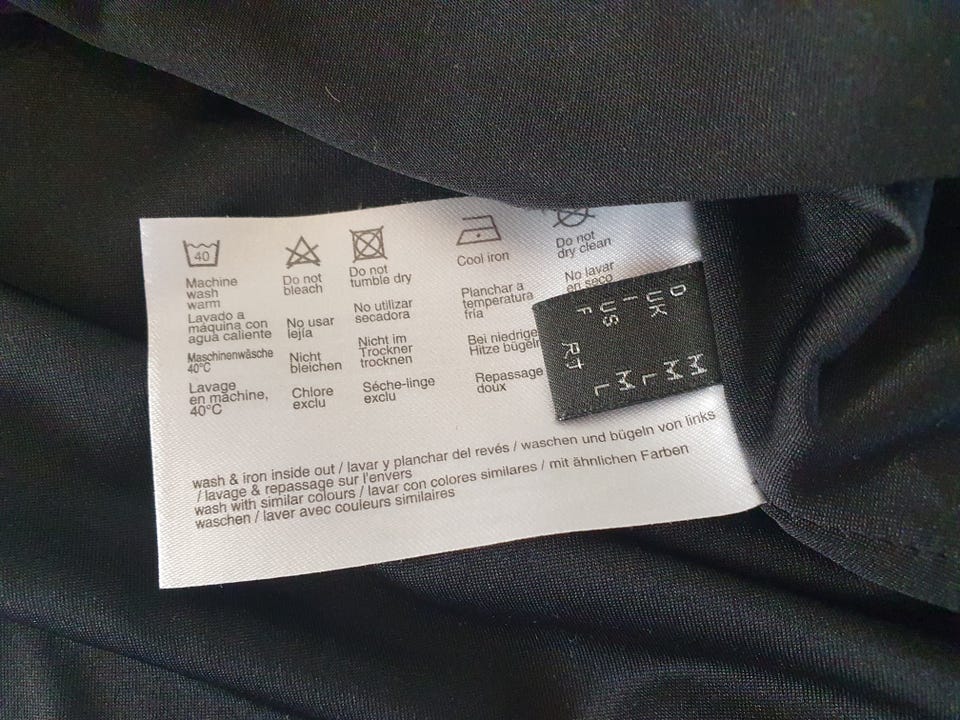 40
Machine
wash
warm
Lavado a
máquina con
agua caliente
Maschinenwäsche
40°C
Lavage
en machine,
40°C
Do not
bleach
No usar
lejía
Nicht
bleichen
Chlore
exclu
Do not
tumble dry
No utilizar
secadora
Nicht im
Trockner
trocknen
Séche-linge
exclu
Cool iron
Planchar a
temperatura
fría
Bei niedrige
Hitze bügeln
Repassage
doux
Do not
dry clean
No lavar
en seco
D M
UK M
I L
US M
F L
RJ
wash & iron inside out / lavar y planchar del revés / waschen und bügeln von links
/ lavage & repassage sur l'envers
wash with similar colours / lavar con colores similares / mit ähnlichen Farben
waschen / laver avec couleurs similaires